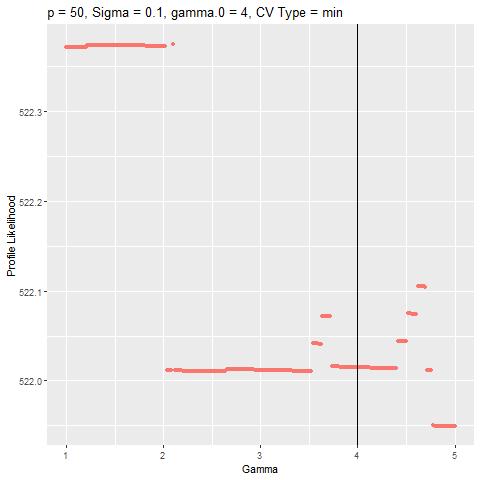 p = 50, Sigma = 0.1, gamma.0 = 4, CV Type = min
Profile Likelihood
522.3
522.2
522.1
522.0
1 2 3 4 5
Gamma